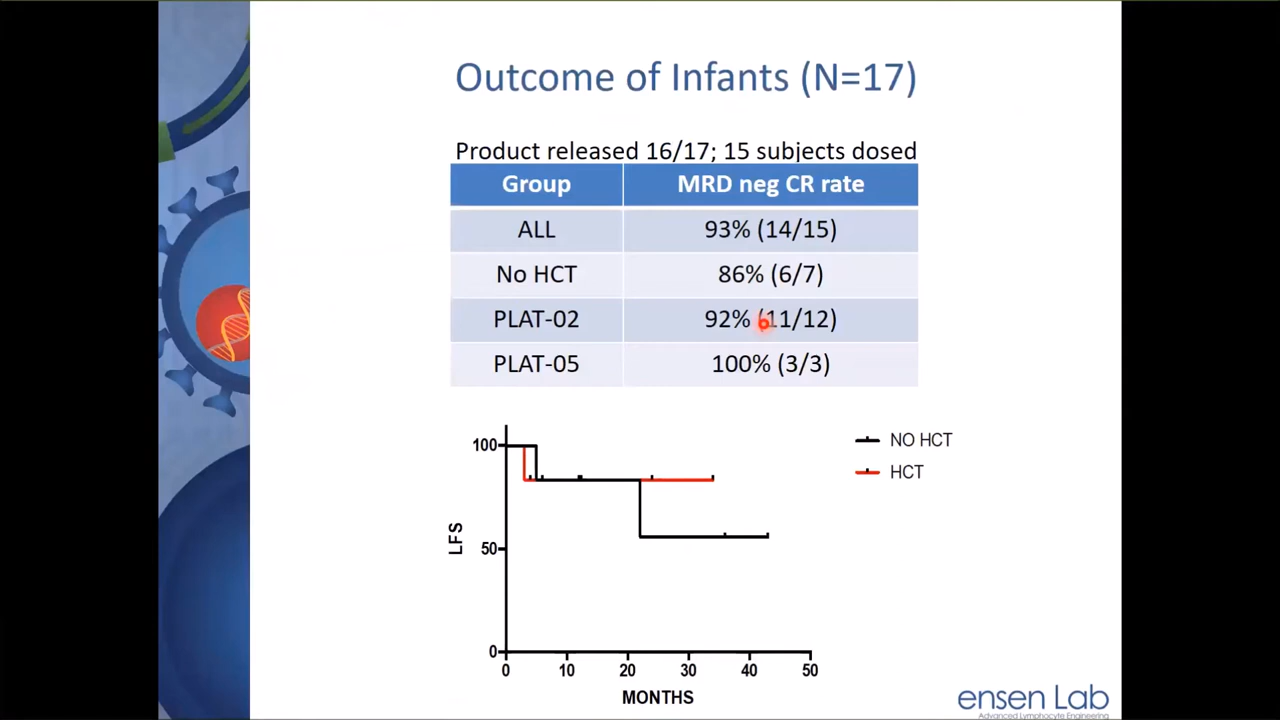 Outcome of Infants (N=17)
Product released 16/17; 15 subjects dosed
Group MRD neg CR rate
ALL 93% (14/15)
No HCT 86% (6/7)
PLAT-02 92% (11/12)
PLAT-05 100% (3/3)
100
50
0
LFS
NO HCT
HCT
0 10 20 30 40 50
MONTHS
ensen Lab
Advanced Lymphocyte Engineering